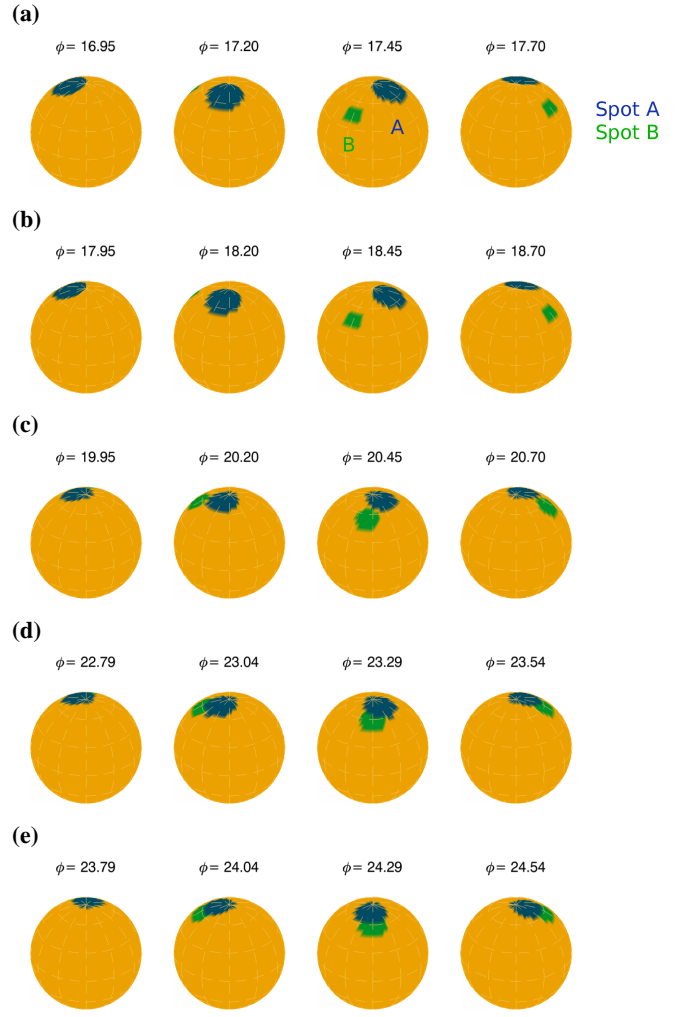 (a)
ϕ= 16.95 ϕ= 17.20 ϕ= 17.45 ϕ= 17.70
Spot A
Spot B
A
B
(b)
ϕ= 17.95 ϕ= 18.20 ϕ= 18.45 ϕ= 18.70
(c)
ϕ= 19.95 ϕ= 20.20 ϕ= 20.45 ϕ= 20.70
(d)
ϕ= 22.79 ϕ= 23.04 ϕ= 23.29 ϕ= 23.54
(e)
ϕ= 23.79 ϕ= 24.04 ϕ= 24.29 ϕ= 24.54